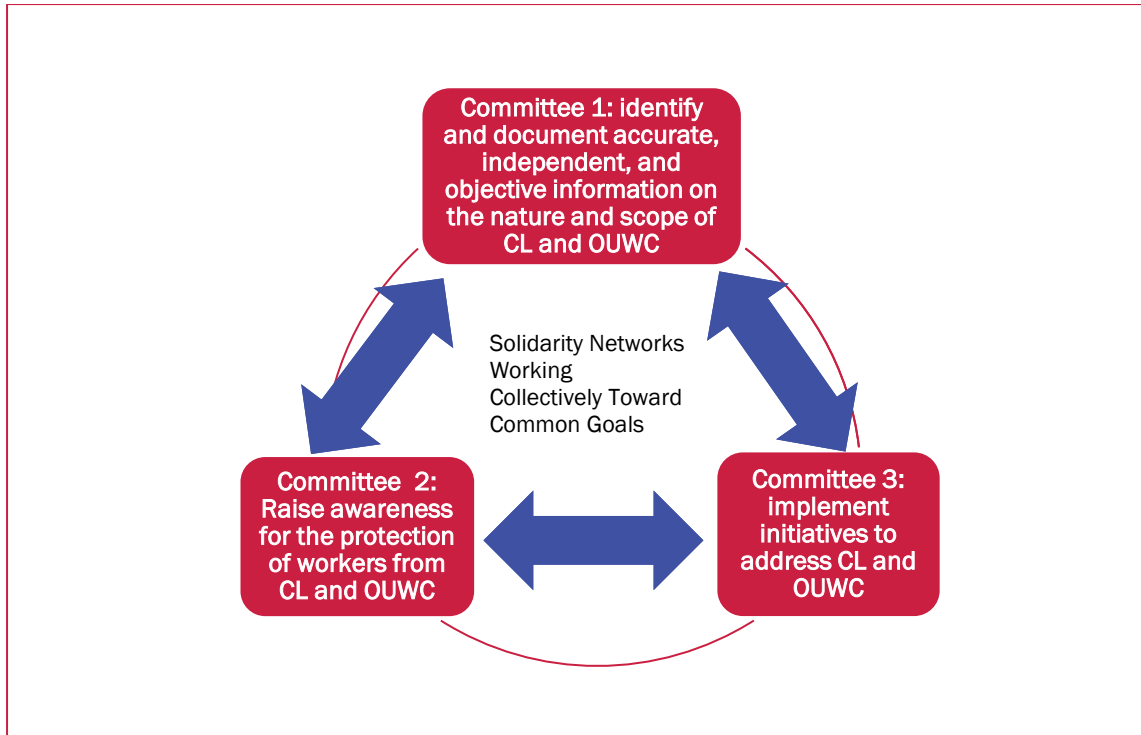 Committee 1: identify
and document accurate,
independent, and
objective information on
the nature and scope of
CL and OUWC
Solidarity Networks
Working
Collectively Toward
Common Goals
Committee 2:
Raise awareness
for the protection
of workers from
CL and OUWC
Committee 3:
implement
initiatives to
address CL and
OUWC